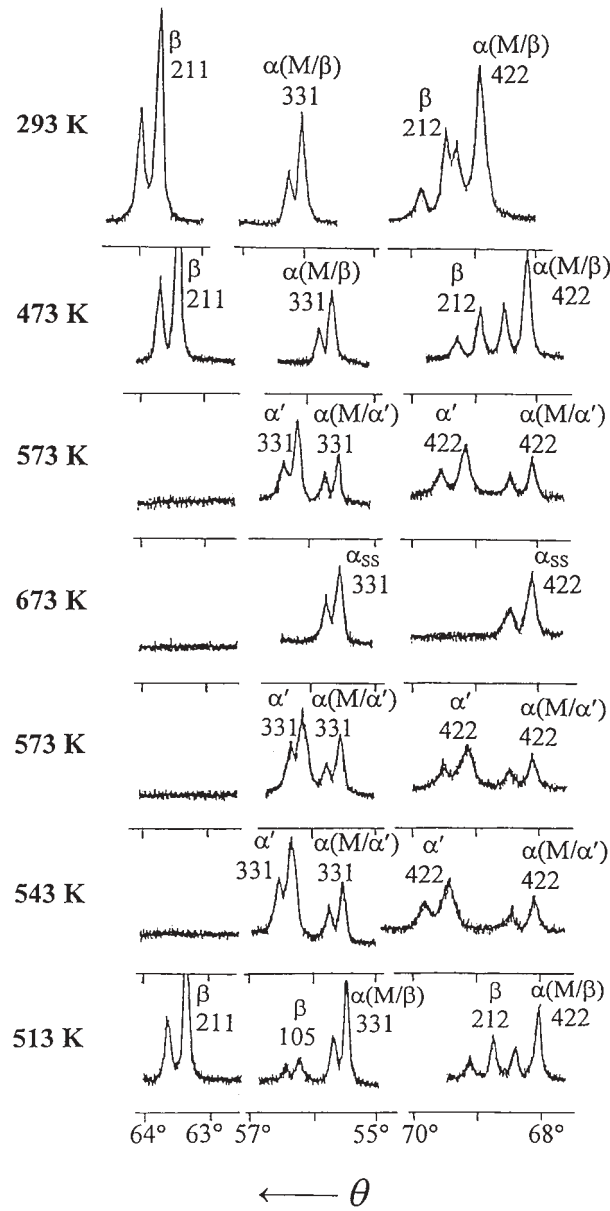 β
211
α(M/β)
331
α(M/β)
422
β
212
293 K
β
211
α(M/β)
331
β
212
α(M/β)
422
473 K
α′
331
α(M/α′)
331
α′
422
α(M/α′)
422
573 K
αSS
331
αSS
422
673 K
α′
331
α(M/α′)
331
α′
422
α(M/α′)
422
573 K
α′
331
α(M/α′)
331
α′
422
α(M/α′)
422
543 K
β
211
β
105
α(M/β)
331
β
212
α(M/β)
422
513 K
64° 63° 57° 55° 70° 68°
← θ